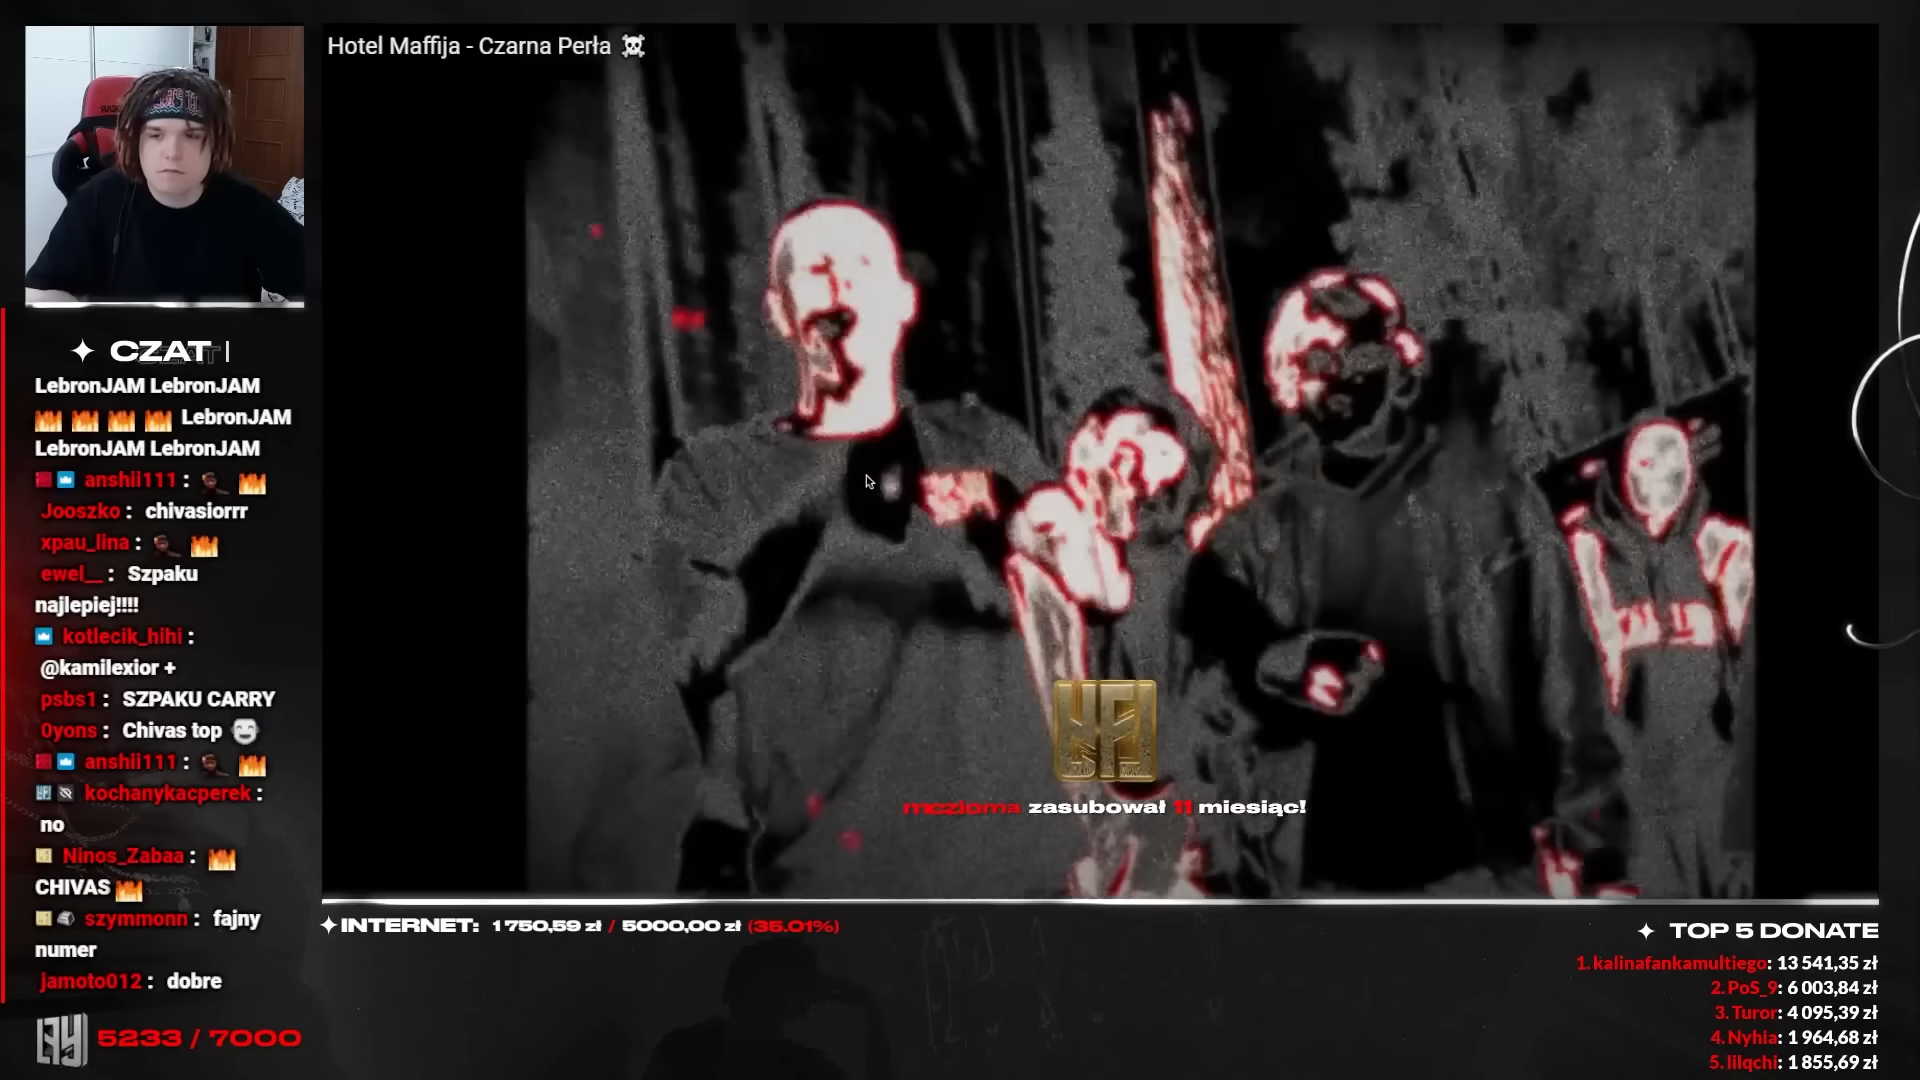 Hotel Maffija - Czarna Perła ☠
✦ CZAT |
LebronJAM LebronJAM
LebronJAM
LebronJAM LebronJAM
anshii111 :
Jooszko : chivasiorrr
xpau_lina :
ewel__ : Szpaku
najlepiej!!!!
kotlecik_hihi :
@kamilexior +
psbs1 : SZPAKU CARRY
0yons : Chivas top
anshii111 :
kochanykacperek :
no
Ninos_Zabaa :
CHIVAS
szymmonn : fajny
numer
jamoto012 : dobre
5233 / 7000
mczioma zasubował 11 miesiąc!
✦INTERNET: 1 750,59 zł / 5000,00 zł (35.01%)
✦ TOP 5 DONATE
1. kalinafankamultiego: 13 541,35 zł
2. PoS_9: 6 003,84 zł
3. Turor: 4 095,39 zł
4. Nyhia: 1 964,68 zł
5. lilqchi: 1 855,69 zł